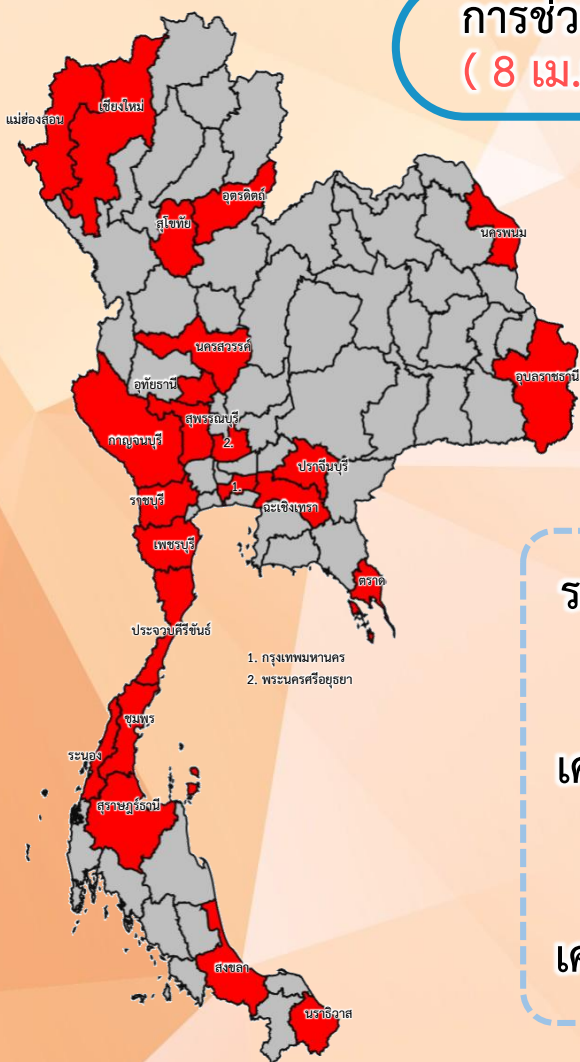 การช่ว
( 8 เม.
แม่ฮ่องสอน
เชียงใหม่
อุตรดิตถ์
สุโขทัย
นครพนม
นครสวรรค์
อุทัยธานี
อุบลราชธานี
สุพรรณบุรี
กาญจนบุรี
2.
ปราจีนบุรี
ราชบุรี
1.
ฉะเชิงเทรา
เพชรบุรี
ตราด
ประจวบคีรีขันธ์
1. กรุงเทพมหานคร
2. พระนครศรีอยุธยา
ชุมพร
ระนอง
สุราษฎร์ธานี
สงขลา
นราธิวาส